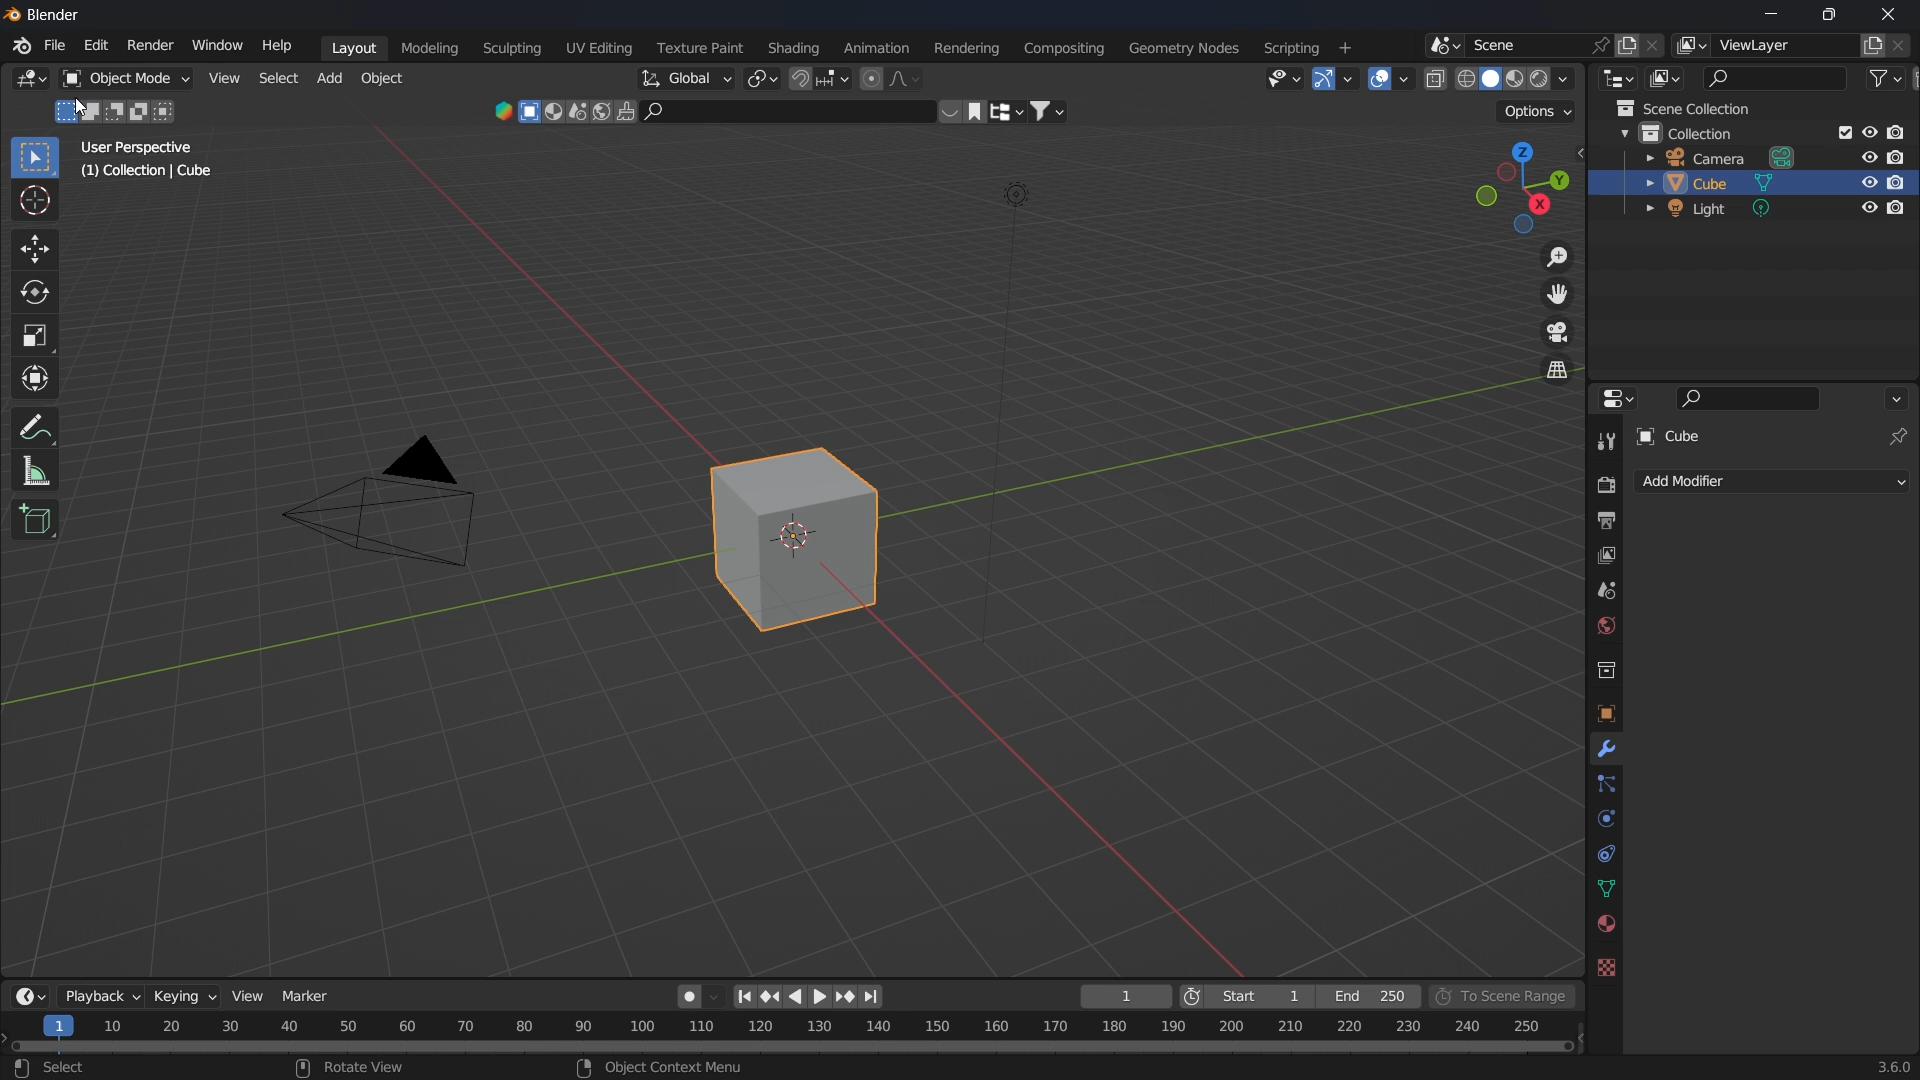 Blender
File Edit Render Window Help Layout Modeling Sculpting UV Editing Texture Paint Shading Animation Rendering Compositing Geometry Nodes Scripting + Scene ViewLayer
Object Mode View Select Add Object Global
Options
User Perspective
(1) Collection | Cube
Z
Y
X
Scene Collection
Collection
Camera
Cube
Light
Cube
Add Modifier
Playback Keying View Marker 1 Start 1 End 250 To Scene Range
1 10 20 30 40 50 60 70 80 90 100 110 120 130 140 150 160 170 180 190 200 210 220 230 240 250
Select Rotate View Object Context Menu 3.6.0